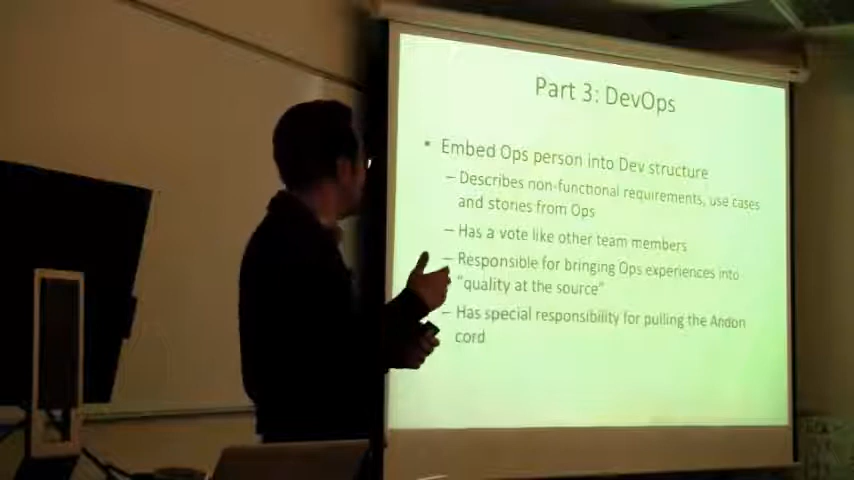 Part 3: DevOps
• Embed Ops person into Dev structure
– Describes non-functional requirements, use cases
and stories from Ops
– Has a vote like other team members
– Responsible for bringing Ops experiences into
"quality at the source"
– Has special responsibility for pulling the Andon
cord